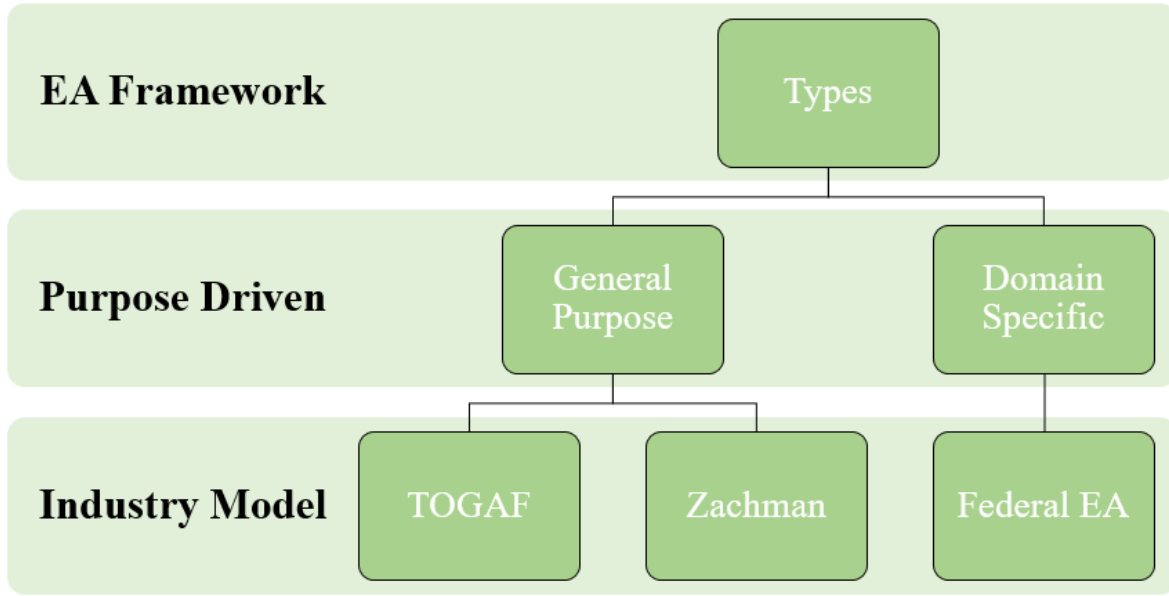 EA Framework
Types
Purpose Driven
General
Purpose
Domain
Specific
Industry Model
TOGAF
Zachman
Federal EA